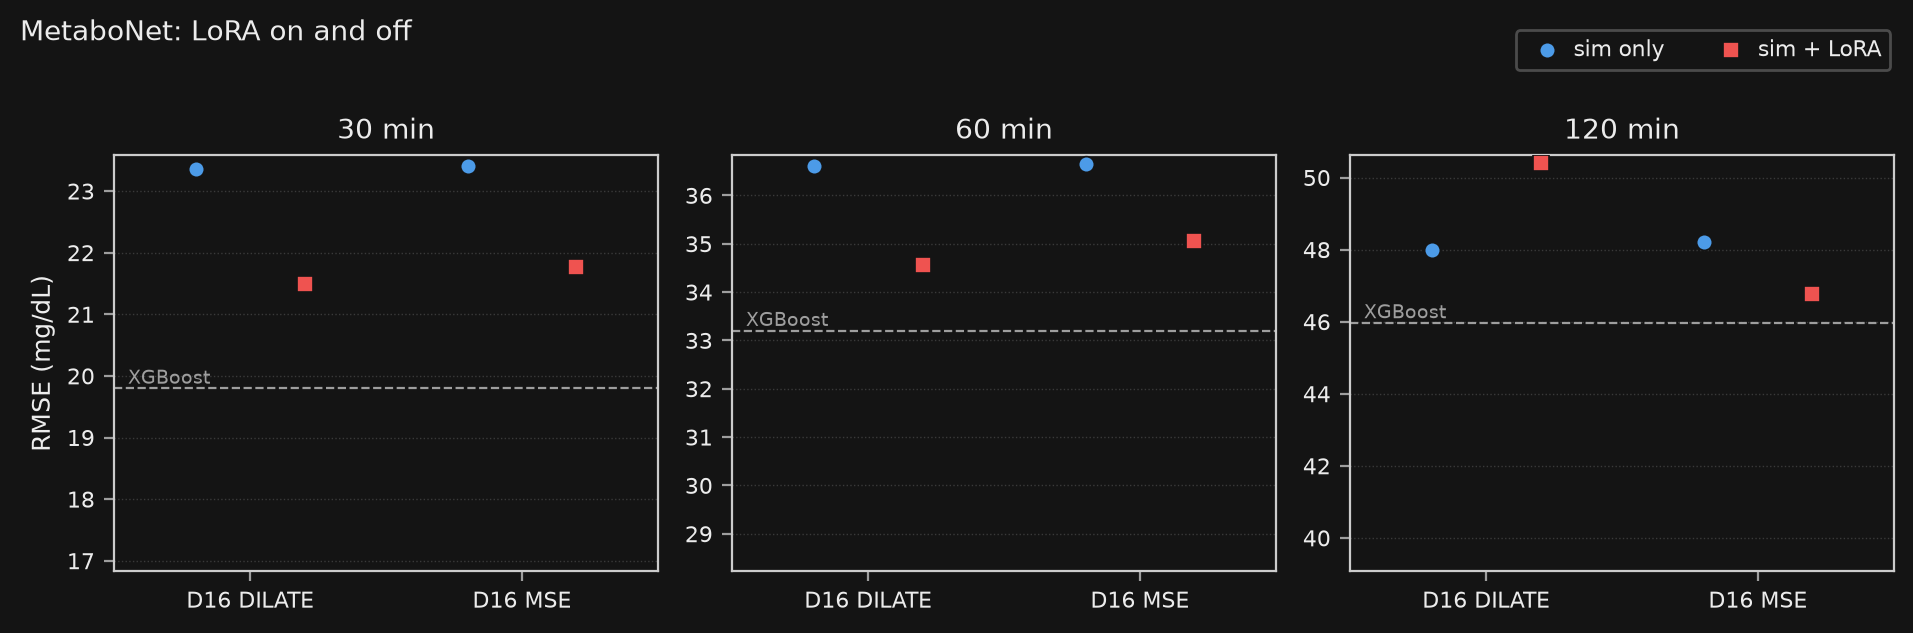 MetaboNet: LoRA on and off
sim only
sim + LoRA
30 min
RMSE (mg/dL)
23
22
21
20
19
18
17
XGBoost
D16 DILATE
D16 MSE
60 min
36
35
34
33
32
31
30
29
XGBoost
D16 DILATE
D16 MSE
120 min
50
48
46
44
42
40
XGBoost
D16 DILATE
D16 MSE